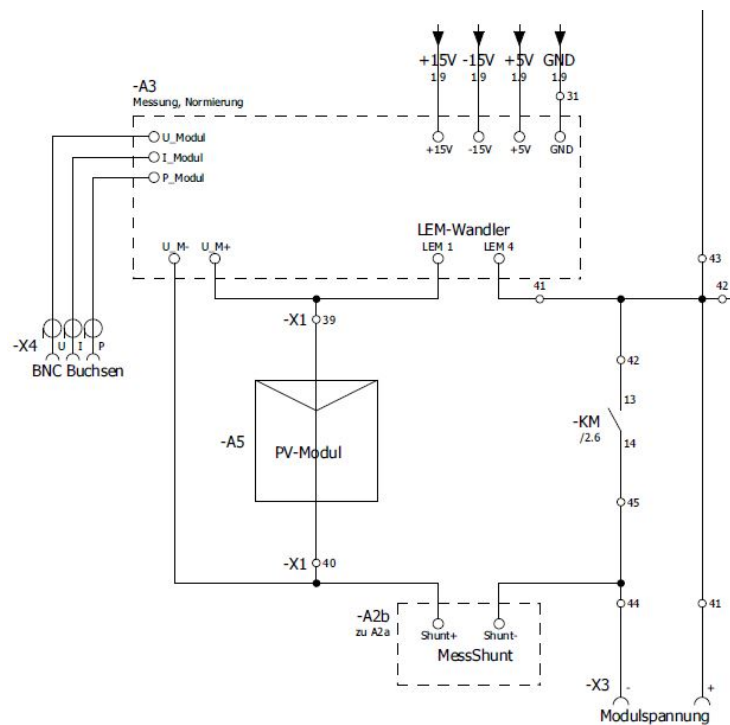 +15V -15V +5V GND
1.9 1.9 1.9 1.9
31
-A3
Messung, Normierung
U_Modul
I_Modul
P_Modul
+15V -15V +5V GND
LEM-Wandler
U_M- U_M+ LEM 1 LEM 4
43
41 42
-X1 39
-X4 U I P
BNC Buchsen
42
13
-KM
/2.6
14
-A5
PV-Modul
45
-X1 40
-A2b
zu A2a
44 41
Shunt+ Shunt-
MessShunt
-X3 - +
Modulspannung